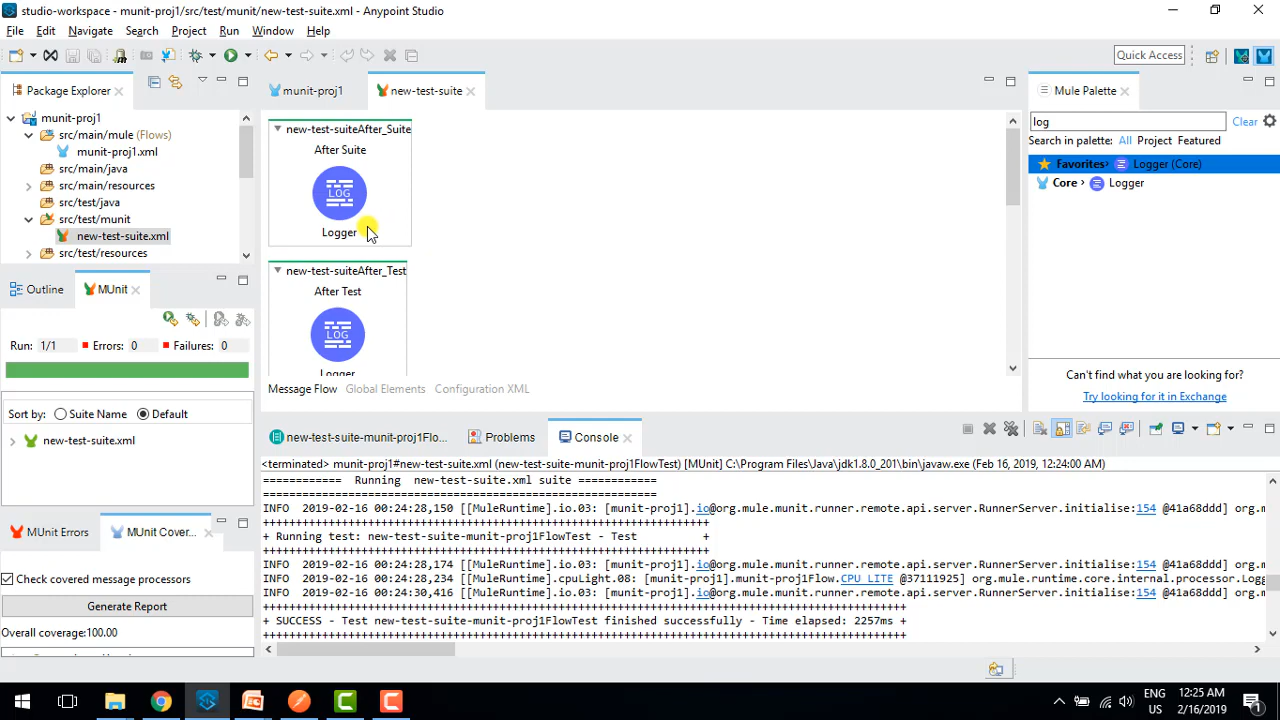 studio-workspace - munit-proj1/src/test/munit/new-test-suite.xml - Anypoint Studio
File Edit Navigate Search Project Run Window Help
Quick Access
Package Explorer
munit-proj1
src/main/mule (Flows)
munit-proj1.xml
src/main/java
src/main/resources
src/test/java
src/test/munit
new-test-suite.xml
src/test/resources
Outline MUnit
Run: 1/1 Errors: 0 Failures: 0
Sort by: Suite Name Default
new-test-suite.xml
MUnit Errors MUnit Cover...
Check covered message processors
Generate Report
Overall coverage:100.00
munit-proj1 new-test-suite
new-test-suiteAfter_Suite
After Suite
LOG
Logger
new-test-suiteAfter_Test
After Test
LOG
Logger
Message Flow Global Elements Configuration XML
Mule Palette
log Clear
Search in palette: All Project Featured
Favorites> Logger (Core)
Core> Logger
Can't find what you are looking for?
Try looking for it in Exchange
new-test-suite-munit-proj1Flo... Problems Console
<terminated> munit-proj1#new-test-suite.xml (new-test-suite-munit-proj1FlowTest) [MUnit] C:\Program Files\Java\jdk1.8.0_201\bin\javaw.exe (Feb 16, 2019, 12:24:00 AM)
============ Running new-test-suite.xml suite ============
INFO 2019-02-16 00:24:28,150 [[MuleRuntime].io.03: [munit-proj1].io@org.mule.munit.runner.remote.api.server.RunnerServer.initialise:154 @41a68ddd] org.m
+ Running test: new-test-suite-munit-proj1FlowTest - Test +
INFO 2019-02-16 00:24:28,174 [[MuleRuntime].io.03: [munit-proj1].io@org.mule.munit.runner.remote.api.server.RunnerServer.initialise:154 @41a68ddd] org.m
INFO 2019-02-16 00:24:28,234 [[MuleRuntime].cpuLight.08: [munit-proj1].munit-proj1Flow.CPU_LITE @37111925] org.mule.runtime.core.internal.processor.Logg
INFO 2019-02-16 00:24:30,416 [[MuleRuntime].io.03: [munit-proj1].io@org.mule.munit.runner.remote.api.server.RunnerServer.initialise:154 @41a68ddd] org.m
+ SUCCESS - Test new-test-suite-munit-proj1FlowTest finished successfully - Time elapsed: 2257ms +
ENG
US
12:25 AM
2/16/2019
1